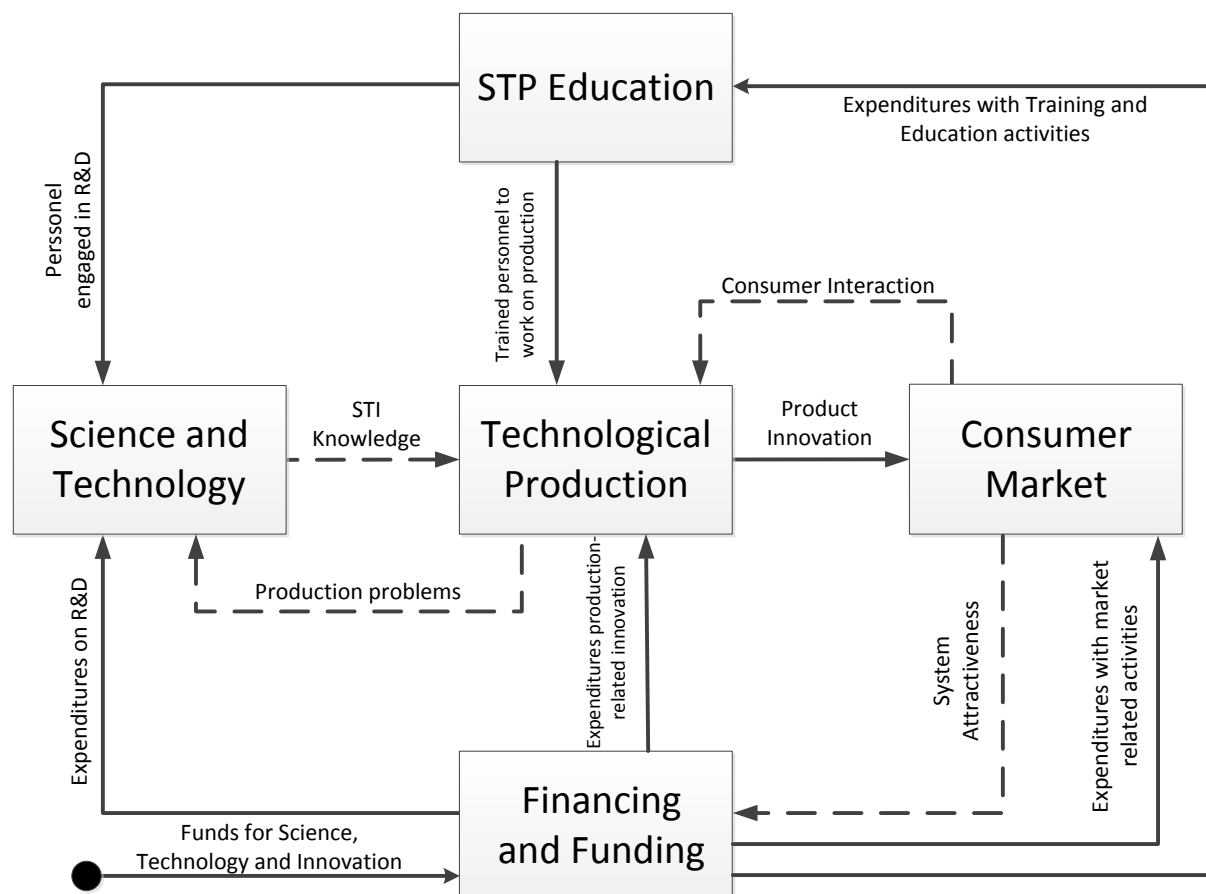 STP Education
Expenditures with Training and
Education activities
Perssonel
engaged in R&D
Trained personnel to
work on production
Consumer Interaction
Science and
Technology
STI
Knowledge
Technological
Production
Product
Innovation
Consumer
Market
Production problems
Expenditures on R&D
Expenditures production-
related innovation
System
Attractiveness
Expenditures with market
related activities
Financing
and Funding
Funds for Science,
Technology and Innovation